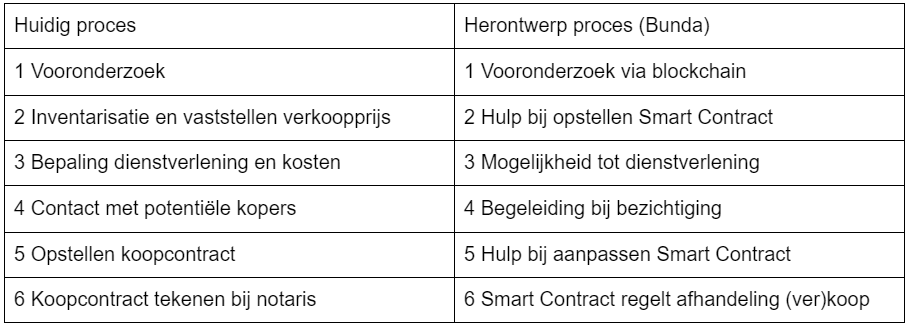 Huidig proces
Herontwerp proces (Bunda)
1 Vooronderzoek
1 Vooronderzoek via blockchain
2 Inventarisatie en vaststellen verkoopprijs
2 Hulp bij opstellen Smart Contract
3 Bepaling dienstverlening en kosten
3 Mogelijkheid tot dienstverlening
4 Contact met potentiële kopers
4 Begeleiding bij bezichtiging
5 Opstellen koopcontract
5 Hulp bij aanpassen Smart Contract
6 Koopcontract tekenen bij notaris
6 Smart Contract regelt afhandeling (ver)koop